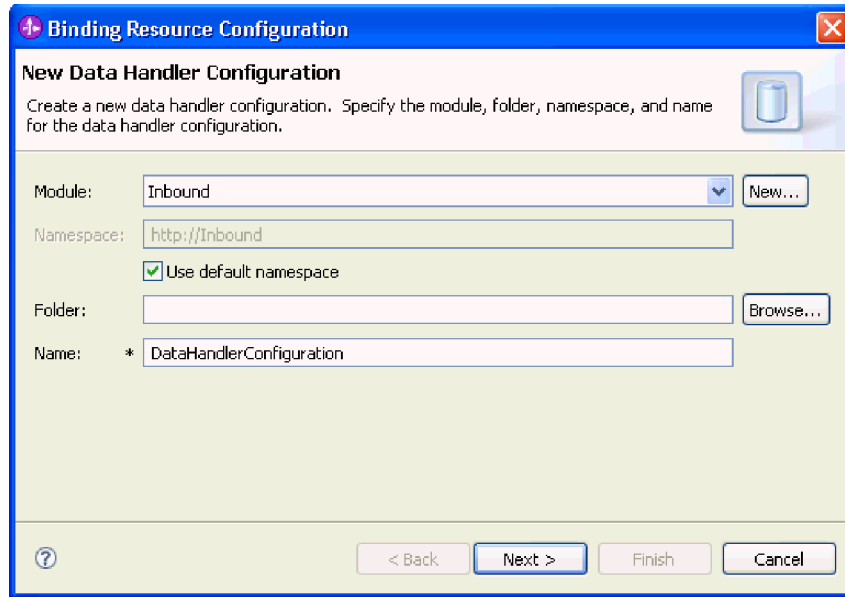 Binding Resource Configuration
New Data Handler Configuration
Create a new data handler configuration. Specify the module, folder, namespace, and name
for the data handler configuration.
Module: Inbound New...
Namespace: http://Inbound
Use default namespace
Folder: Browse...
Name: * DataHandlerConfiguration
? < Back Next > Finish Cancel